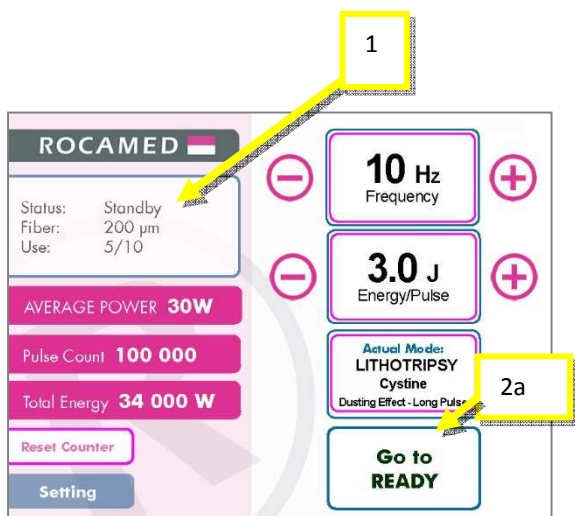 1
ROCAMED
Status: Standby
Fiber: 200 µm
Use: 5/10
AVERAGE POWER 30W
Pulse Count 100 000
Total Energy 34 000 W
Reset Counter
Setting
10 Hz
Frequency
3.0 J
Energy/Pulse
Actual Mode:
LITHOTRIPSY
Cystine
Dusting Effect - Long Pulse
2a
Go to
READY